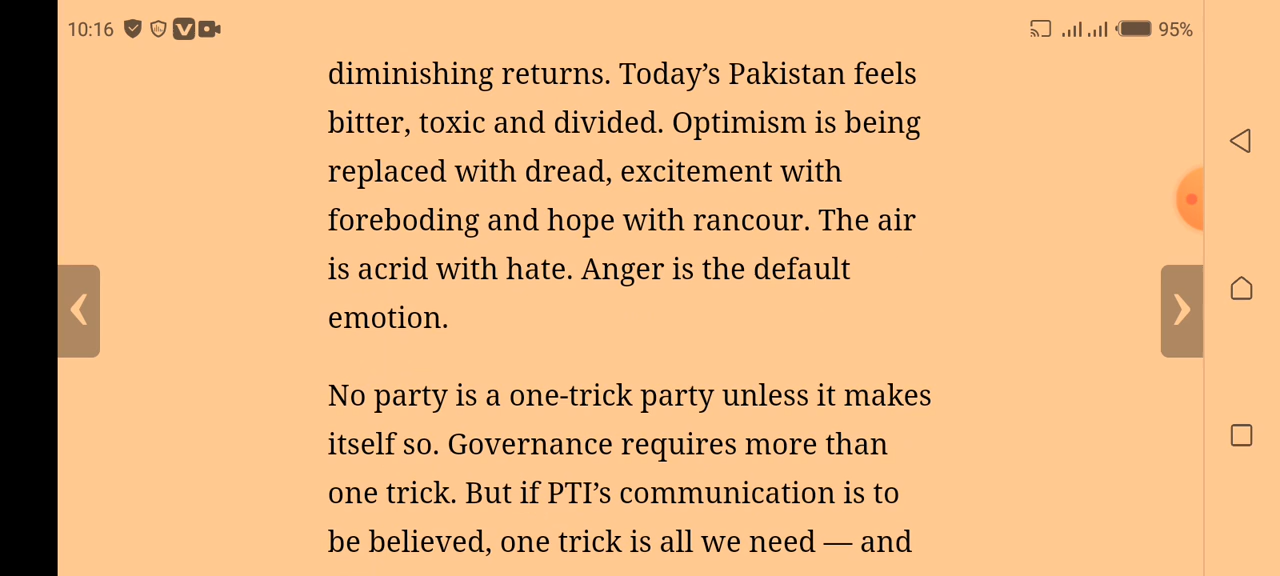 10:16
95%
diminishing returns. Today’s Pakistan feels
bitter, toxic and divided. Optimism is being
replaced with dread, excitement with
foreboding and hope with rancour. The air
is acrid with hate. Anger is the default
emotion.
No party is a one-trick party unless it makes
itself so. Governance requires more than
one trick. But if PTI’s communication is to
be believed, one trick is all we need — and